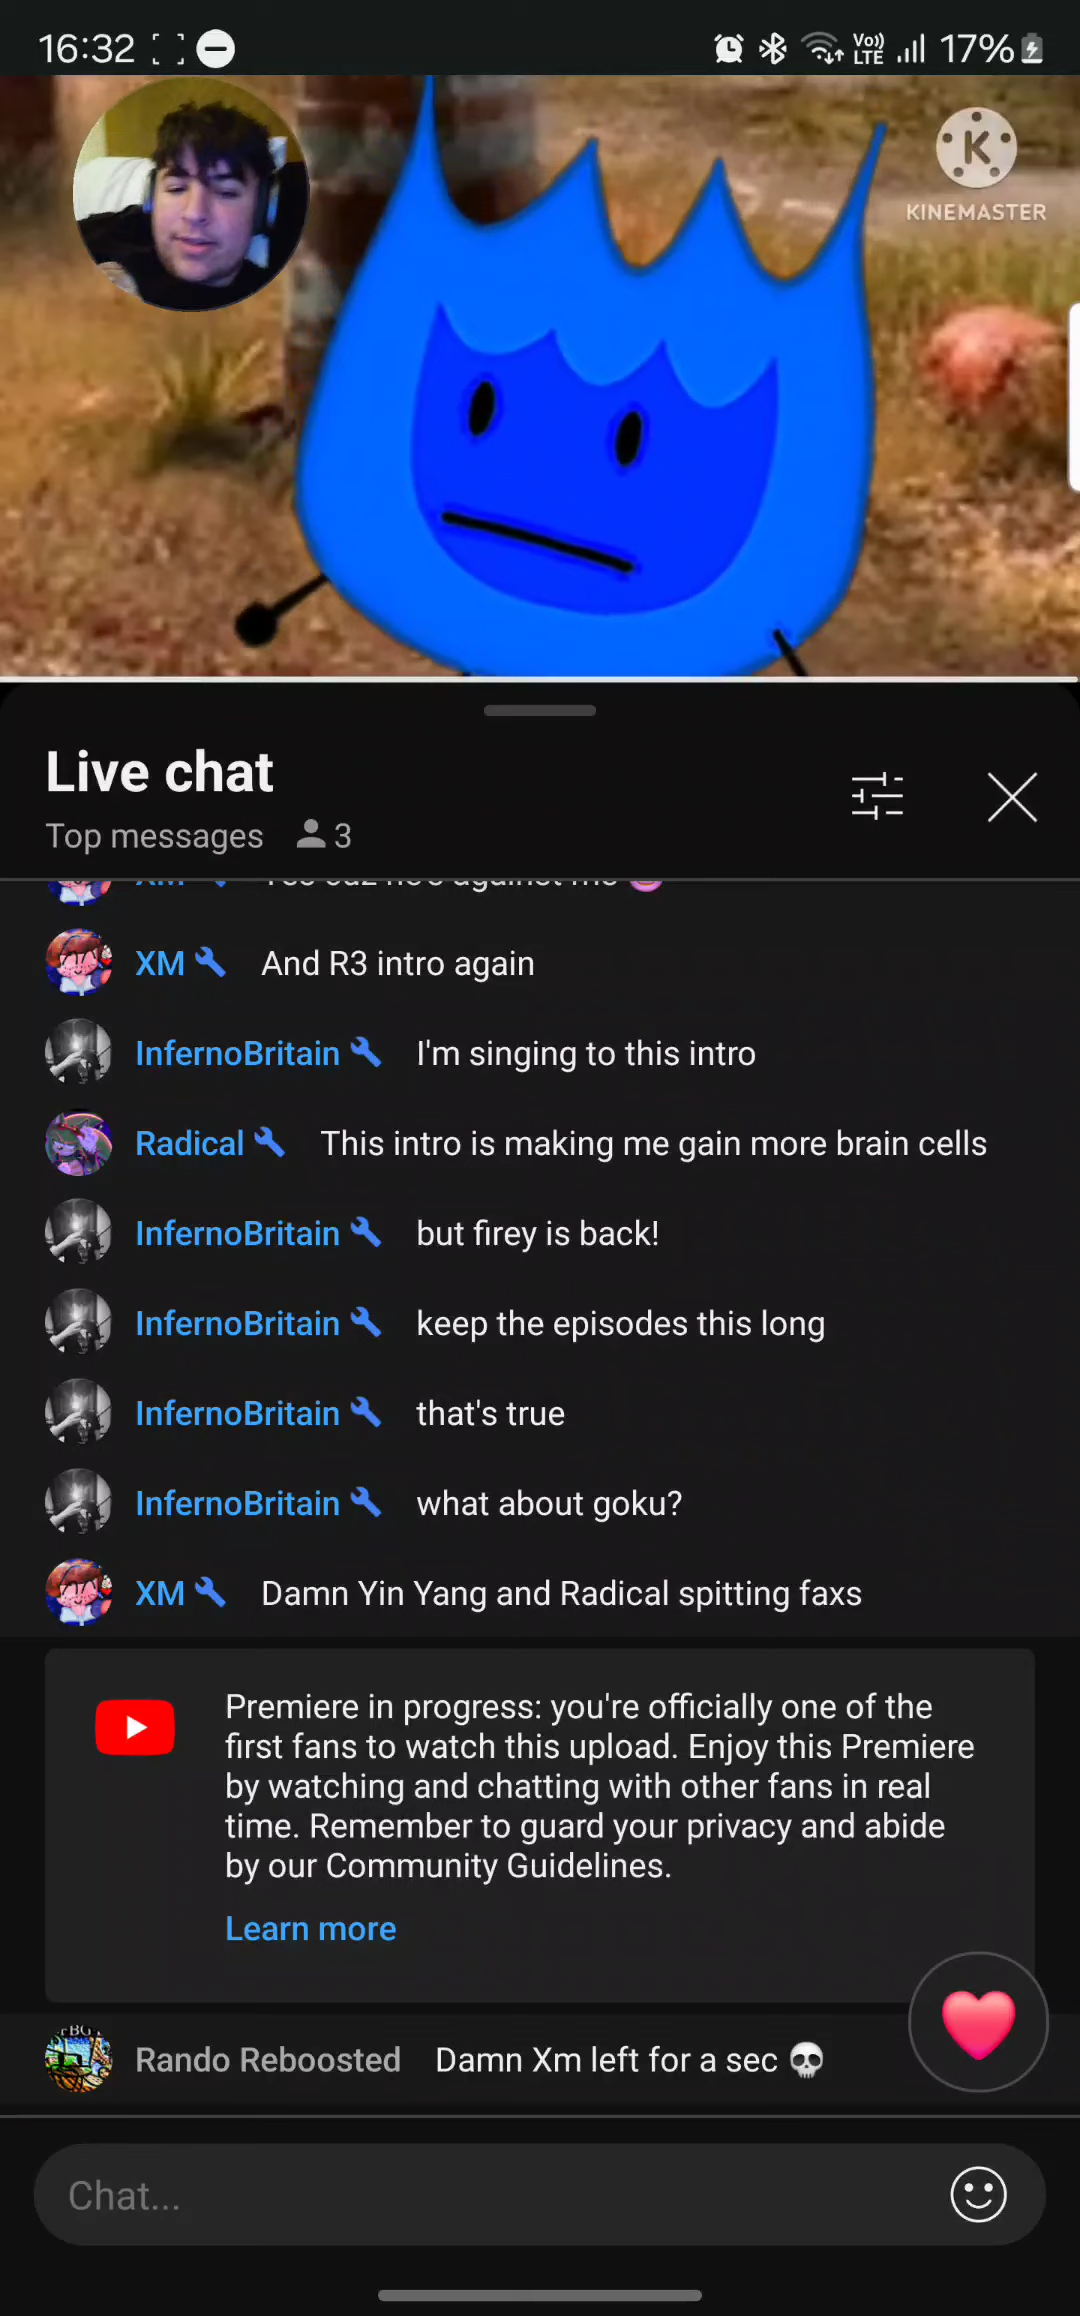 16:32
Vo))
LTE
17%
K
KINEMASTER
Live chat
Top messages 3
XM
XM And R3 intro again
InfernoBritain I'm singing to this intro
Radical This intro is making me gain more brain cells
InfernoBritain but firey is back!
InfernoBritain keep the episodes this long
InfernoBritain that's true
InfernoBritain what about goku?
XM Damn Yin Yang and Radical spitting faxs
Premiere in progress: you're officially one of the
first fans to watch this upload. Enjoy this Premiere
by watching and chatting with other fans in real
time. Remember to guard your privacy and abide
by our Community Guidelines.
Learn more
Rando Reboosted Damn Xm left for a sec 💀
Chat...